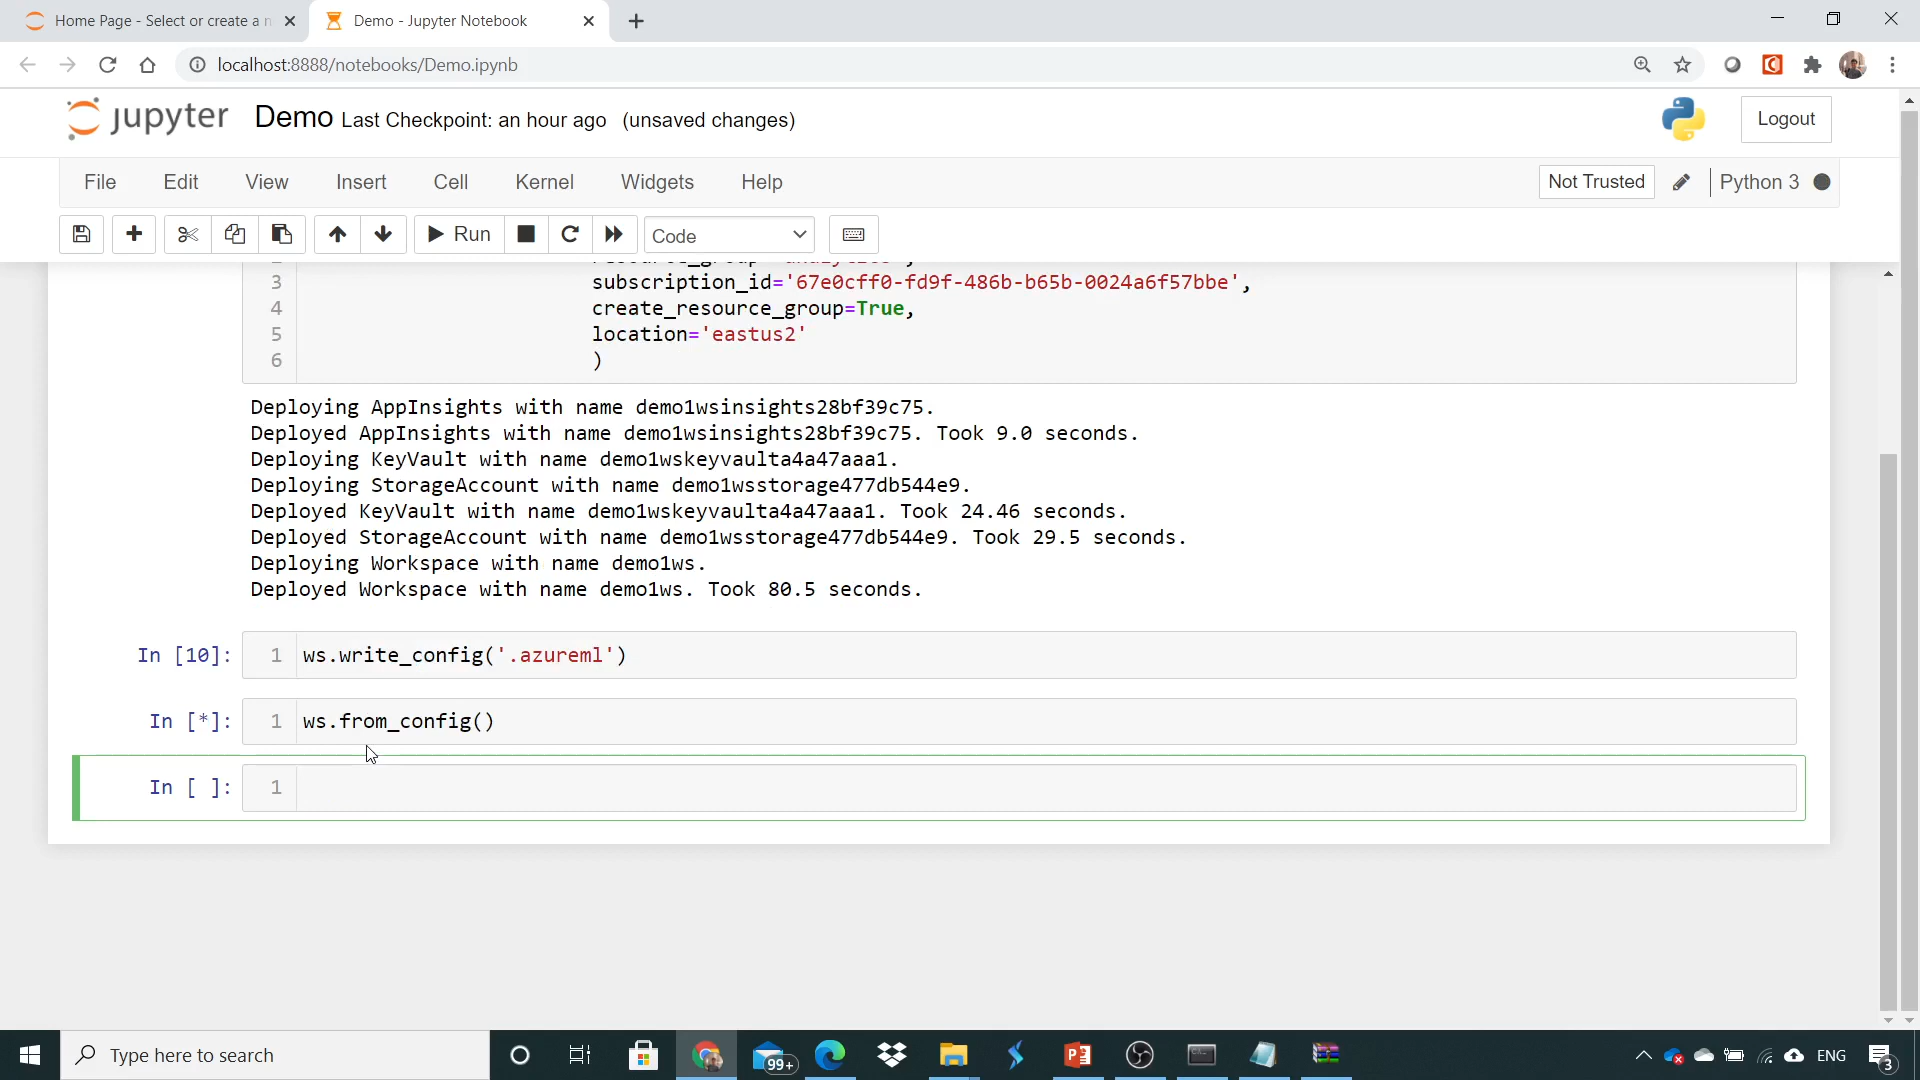 Home Page - Select or create a n
Demo - Jupyter Notebook
localhost:8888/notebooks/Demo.ipynb
jupyter Demo Last Checkpoint: an hour ago (unsaved changes)
Logout
File Edit View Insert Cell Kernel Widgets Help
Not Trusted
Python 3
Run
Code
3 subscription_id='67e0cff0-fd9f-486b-b65b-0024a6f57bbe',
4 create_resource_group=True,
5 location='eastus2'
6 )
Deploying AppInsights with name demo1wsinsights28bf39c75.
Deployed AppInsights with name demo1wsinsights28bf39c75. Took 9.0 seconds.
Deploying KeyVault with name demo1wskeyvaulta4a47aaa1.
Deploying StorageAccount with name demo1wsstorage477db544e9.
Deployed KeyVault with name demo1wskeyvaulta4a47aaa1. Took 24.46 seconds.
Deployed StorageAccount with name demo1wsstorage477db544e9. Took 29.5 seconds.
Deploying Workspace with name demo1ws.
Deployed Workspace with name demo1ws. Took 80.5 seconds.
In [10]: 1 ws.write_config('.azureml')
In [*]: 1 ws.from_config()
In [ ]: 1
Type here to search
99+
ENG
3